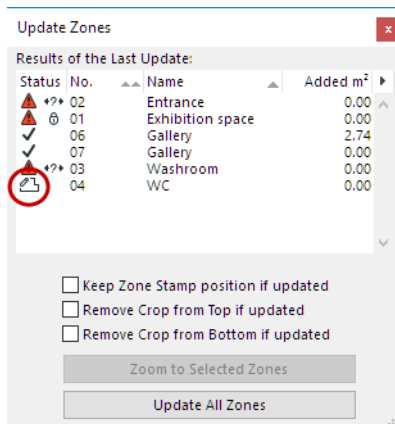 Update Zones
x
Results of the Last Update:
Status No. Name Added m²
+?+ 02 Entrance 0.00
01 Exhibition space 0.00
06 Gallery 2.74
07 Gallery 0.00
+?+ 03 Washroom 0.00
04 WC 0.00
Keep Zone Stamp position if updated
Remove Crop from Top if updated
Remove Crop from Bottom if updated
Zoom to Selected Zones
Update All Zones